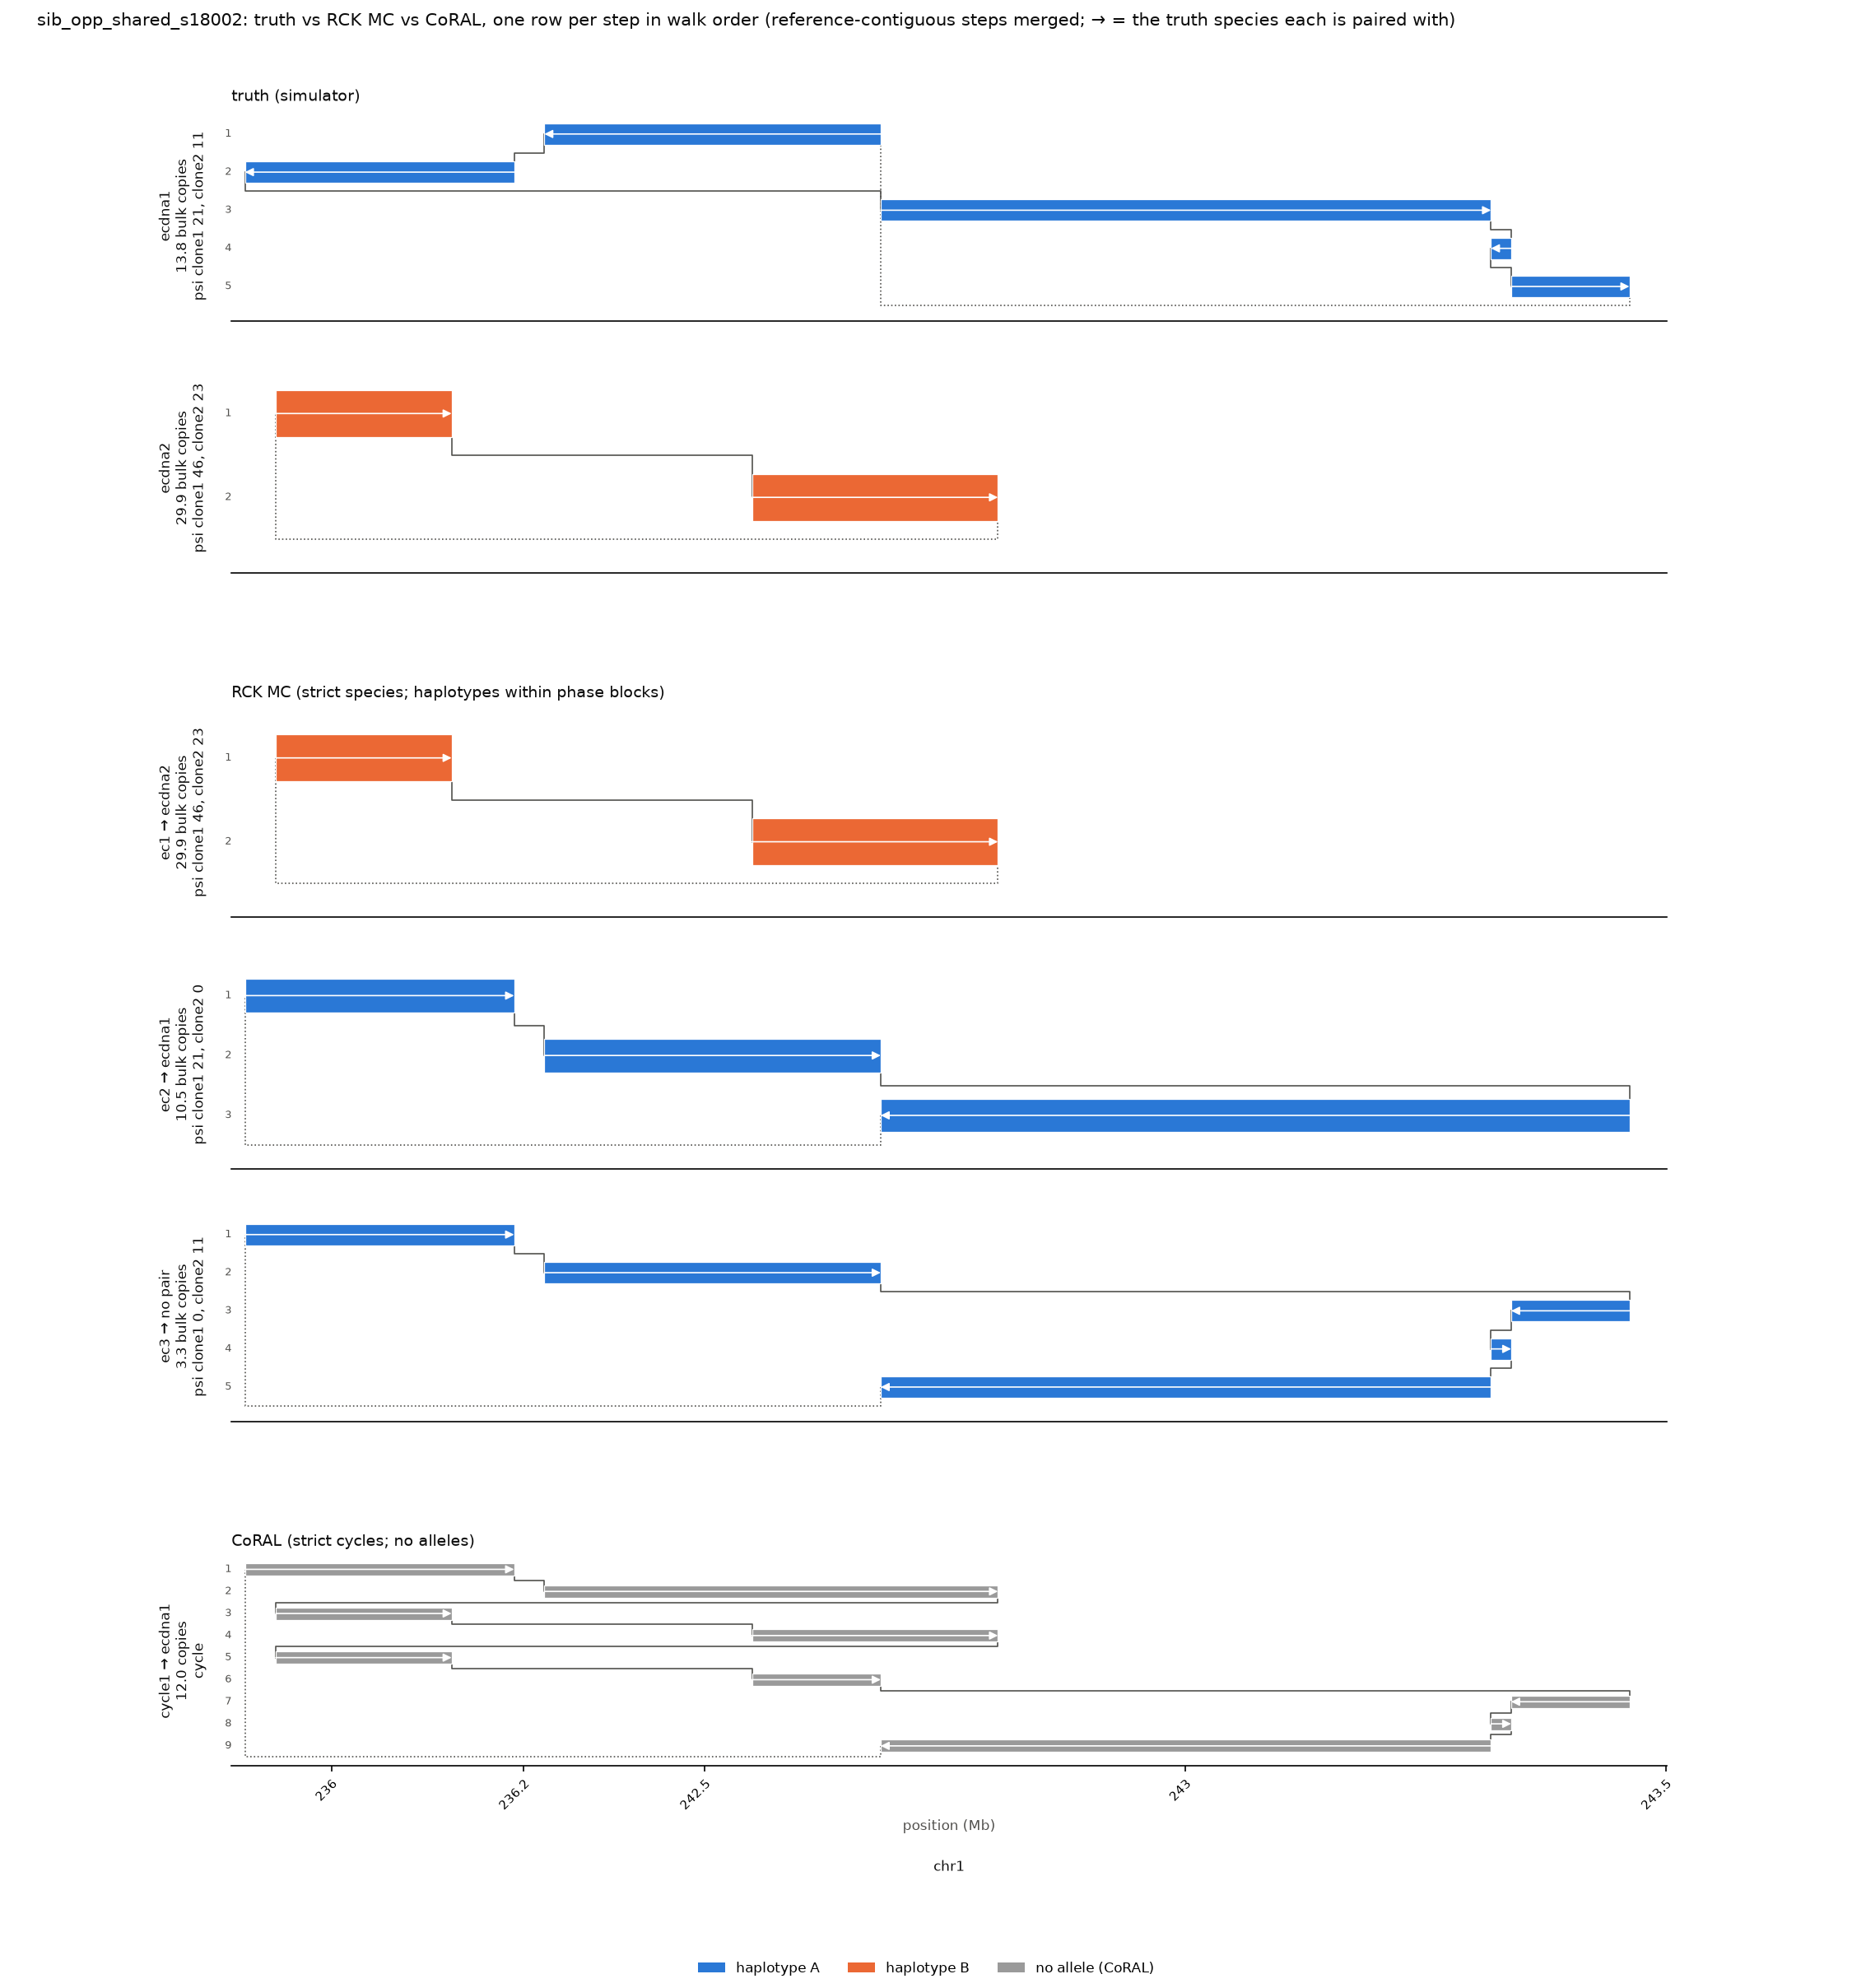 sib_opp_shared_s18002: truth vs RCK MC vs CoRAL, one row per step in walk order (reference-contiguous steps merged; → = the truth species each is paired with)
truth (simulator)
ecdna1
13.8 bulk copies
psi clone1 21, clone2 11
1
2
3
4
5
ecdna2
29.9 bulk copies
psi clone1 46, clone2 23
1
2
RCK MC (strict species; haplotypes within phase blocks)
ec1 → ecdna2
29.9 bulk copies
psi clone1 46, clone2 23
1
2
ec2 → ecdna1
10.5 bulk copies
psi clone1 21, clone2 0
1
2
3
ec3 → no pair
3.3 bulk copies
psi clone1 0, clone2 11
1
2
3
4
5
CoRAL (strict cycles; no alleles)
cycle1 → ecdna1
12.0 copies
cycle
1
2
3
4
5
6
7
8
9
236
236.2
242.5
243
243.5
position (Mb)
chr1
haplotype A
haplotype B
no allele (CoRAL)